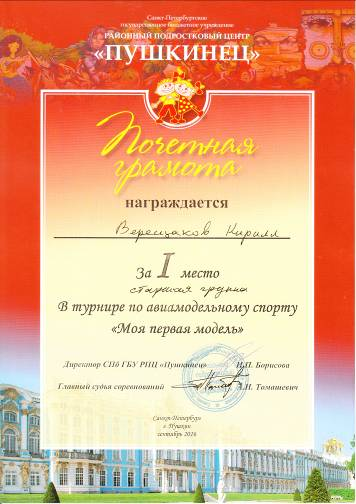 Санкт-Петербургское
государственное бюджетное учреждение
РАЙОННЫЙ ПОДРОСТКОВЫЙ ЦЕНТР
«ПУШКИНЕЦ»
Почетная
грамота
награждается
Верещаков Кирилл
За I место
старшая группа
В турнире по авиамодельному спорту
«Моя первая модель»
Директор СПб ГБУ РПЦ «Пушкинец» И.П. Борисова
Главный судья соревнований А.Н. Томашевич
Санкт-Петербург
г. Пушкин
сентябрь 2016